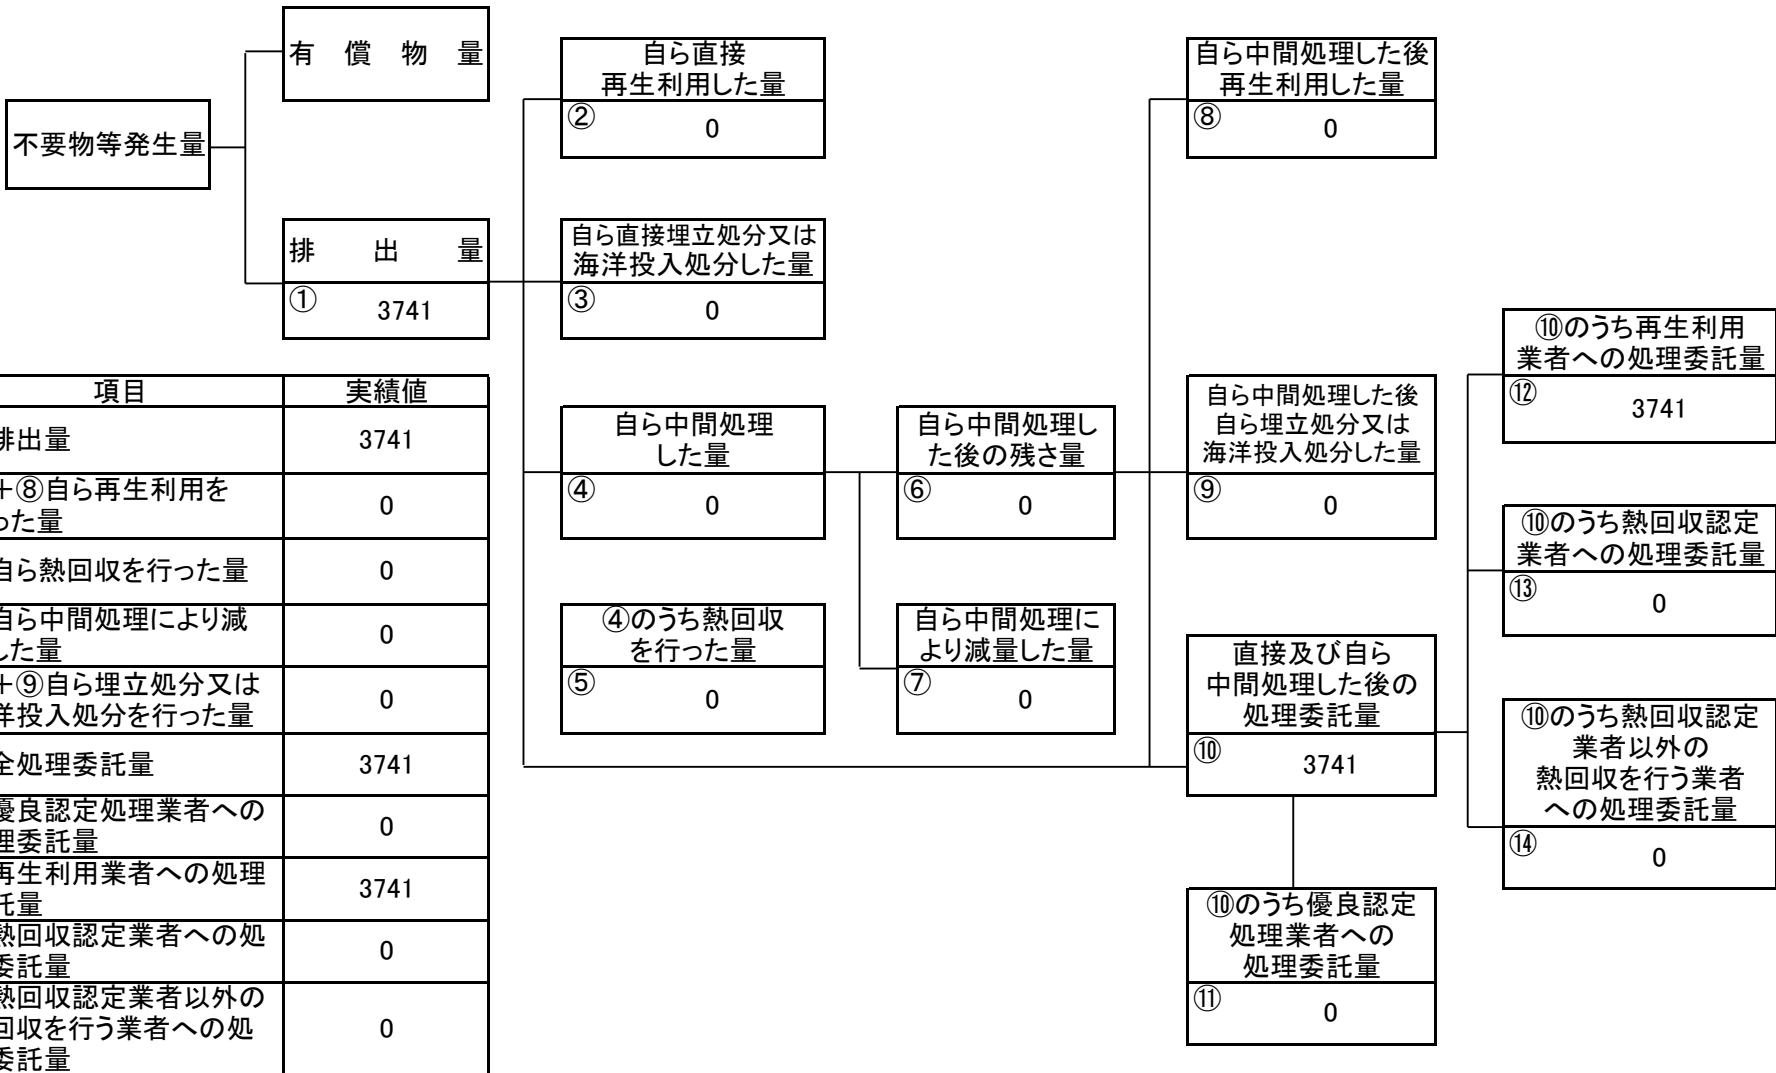 有償物量
不要物等発生量
排出量
①
3741
自ら直接
再生利用した量
②
0
自ら直接埋立処分又は
海洋投入処分した量
③
0
自ら中間処理
した量
④
0
④のうち熱回収
を行った量
⑤
0
自ら中間処理し
た後の残さ量
⑥
0
自ら中間処理に
より減量した量
⑦
0
自ら中間処理した後
再生利用した量
⑧
0
自ら中間処理した後
自ら埋立処分又は
海洋投入処分した量
⑨
0
直接及び自ら
中間処理した後の
処理委託量
⑩
3741
⑩のうち優良認定
処理業者への
処理委託量
⑪
0
⑩のうち再生利用
業者への処理委託量
⑫
3741
⑩のうち熱回収認定
業者への処理委託量
⑬
0
⑩のうち熱回収認定
業者以外の
熱回収を行う業者
への処理委託量
⑭
0
項目
実績値
排出量
3741
+⑧自ら再生利用を
った量
0
自ら熱回収を行った量
0
自ら中間処理により減
した量
0
+⑨自ら埋立処分又は
洋投入処分を行った量
0
全処理委託量
3741
優良認定処理業者への
理委託量
0
再生利用業者への処理
託量
3741
熱回収認定業者への処
委託量
0
熱回収認定業者以外の
回収を行う業者への処
委託量
0